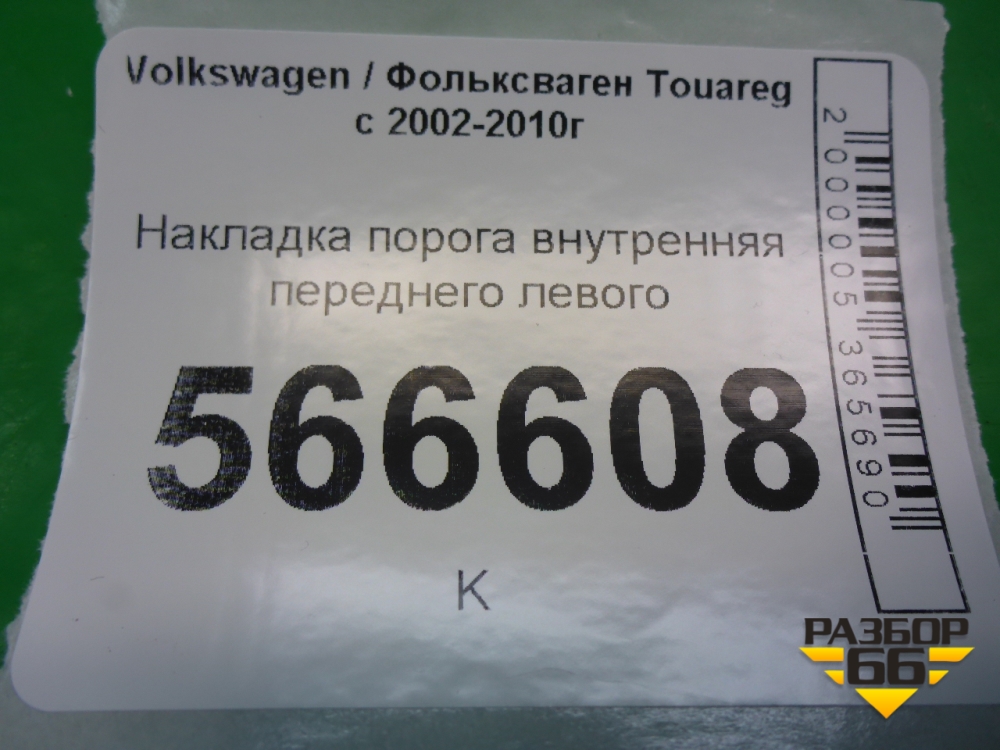 Volkswagen / Фольксваген Touareg
с 2002-2010г
Накладка порога внутренняя
переднего левого
566608
К
2000005365690
РАЗБОР
66